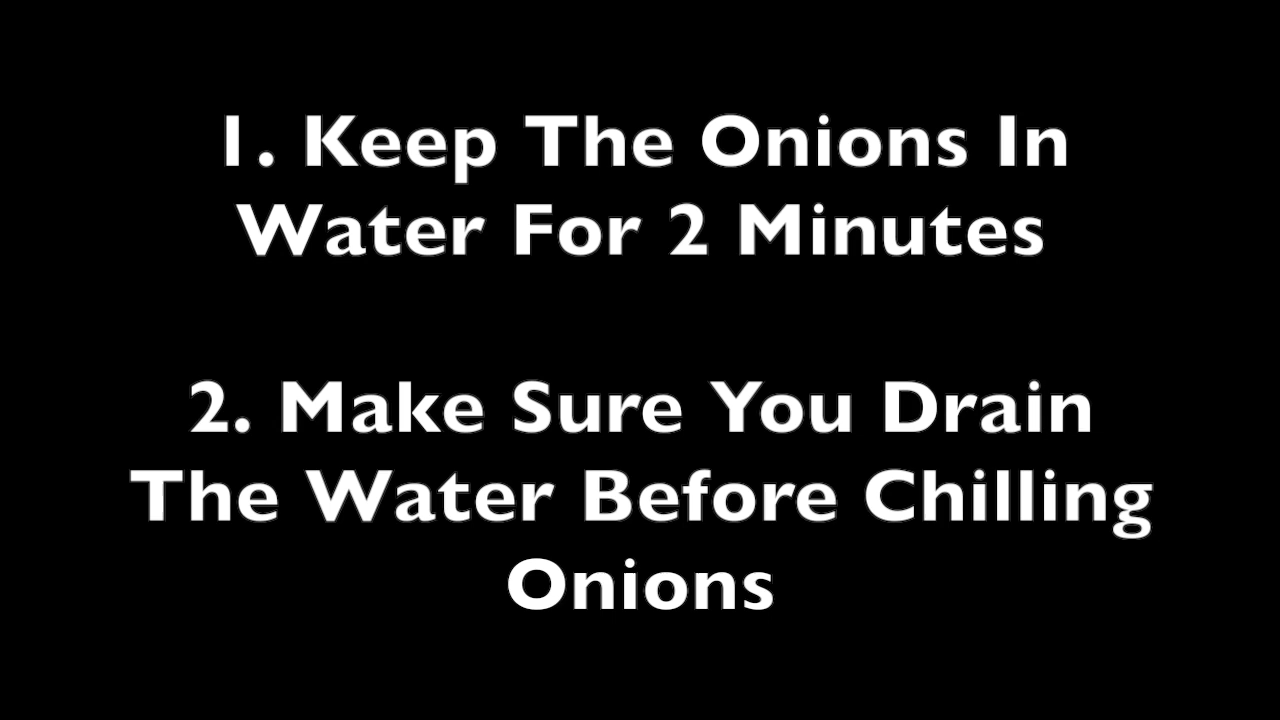 1. Keep The Onions In
Water For 2 Minutes
2. Make Sure You Drain
The Water Before Chilling
Onions